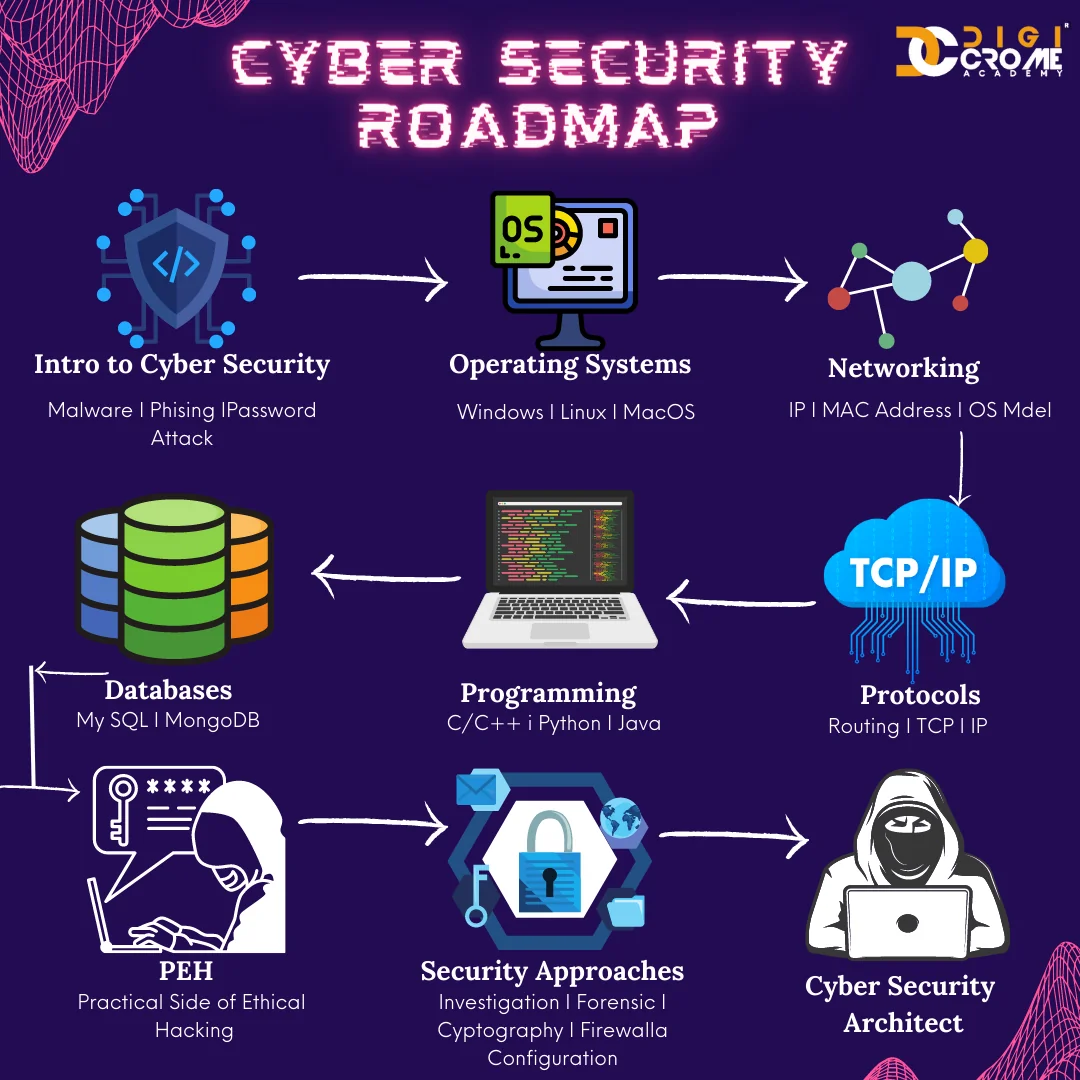 CYBER SECURITY
ROADMAP
DC DIGI
CROME
ACADEMY
R
OS
Intro to Cyber Security
Malware | Phising |Password
Attack
Operating Systems
Windows | Linux | MacOS
Networking
IP | MAC Address | OS Mdel
TCP/IP
Databases
My SQL | MongoDB
Programming
C/C++ i Python | Java
Protocols
Routing | TCP | IP
****
PEH
Practical Side of Ethical
Hacking
Security Approaches
Investigation | Forensic |
Cyptography | Firewalla
Configuration
Cyber Security
Architect